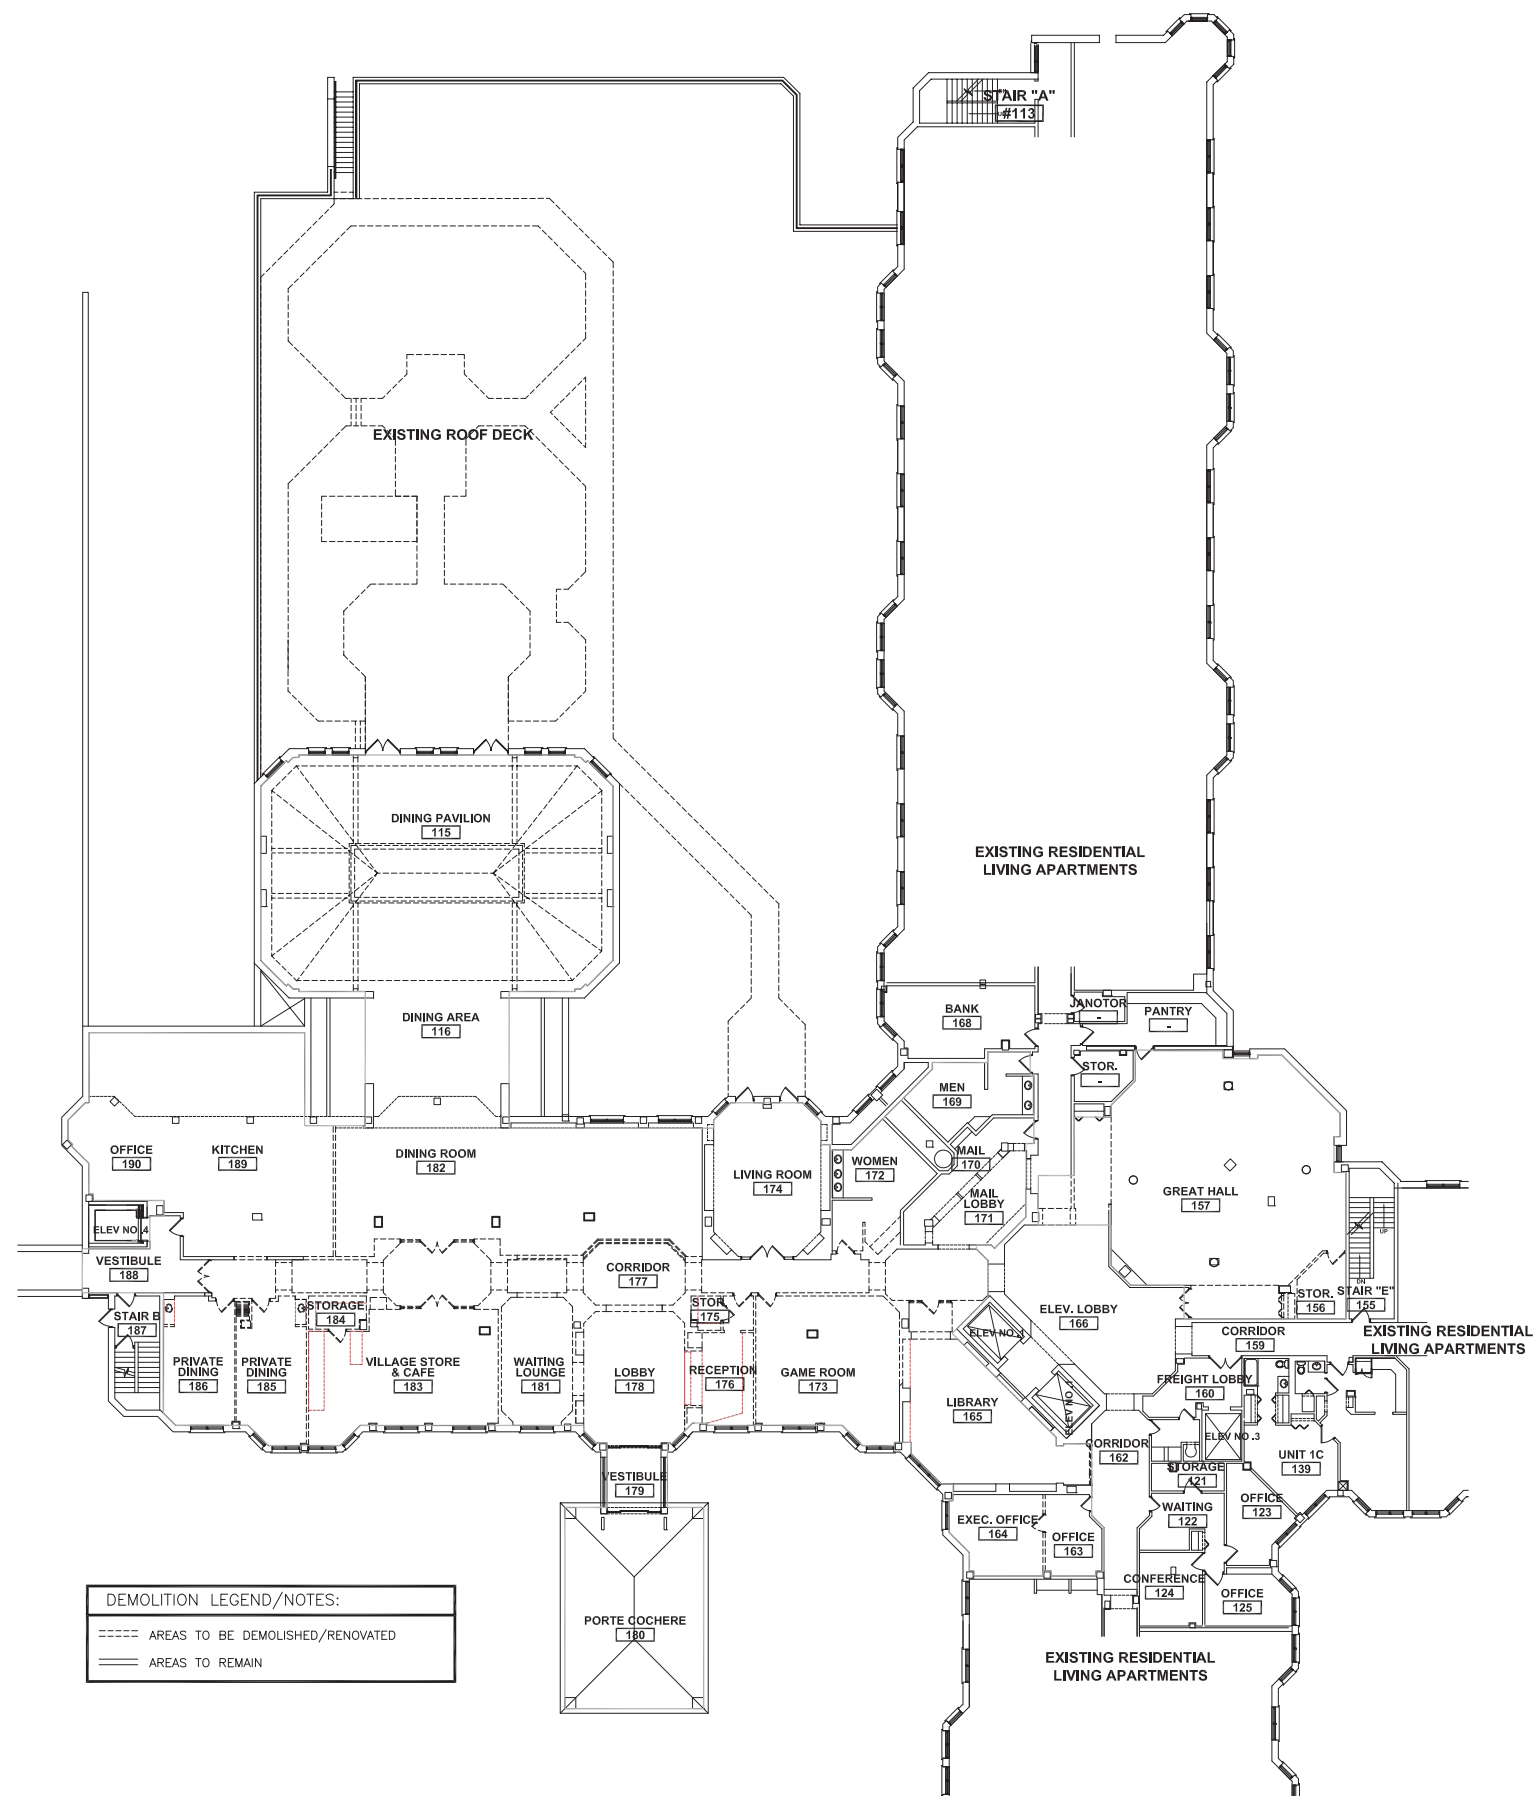 STAIR "A"
#113
EXISTING ROOF DECK
DINING PAVILION
115
EXISTING RESIDENTIAL
LIVING APARTMENTS
DINING AREA
116
BANK
168
JANOTOR
-
PANTRY
-
STOR.
-
MEN
169
OFFICE
190
KITCHEN
189
DINING ROOM
182
LIVING ROOM
174
WOMEN
172
MAIL
170
MAIL
LOBBY
171
GREAT HALL
157
UP
DN
ELEV NO .4
VESTIBULE
188
CORRIDOR
177
STAIR B
187
STORAGE
184
STOR.
175
ELEV. LOBBY
166
STOR.
156
STAIR "E"
155
ELEV NO.
CORRIDOR
159
EXISTING RESIDENTIAL
LIVING APARTMENTS
PRIVATE
DINING
186
PRIVATE
DINING
185
VILLAGE STORE
& CAFE
183
WAITING
LOUNGE
181
LOBBY
178
RECEPTION
176
GAME ROOM
173
LIBRARY
165
ELEV NO.
FREIGHT LOBBY
160
ELEV NO .3
CORRIDOR
162
UNIT 1C
139
STORAGE
121
VESTIBULE
179
EXEC. OFFICE
164
OFFICE
163
WAITING
122
OFFICE
123
CONFERENCE
124
OFFICE
125
PORTE COCHERE
180
EXISTING RESIDENTIAL
LIVING APARTMENTS
DEMOLITION LEGEND/NOTES:
AREAS TO BE DEMOLISHED/RENOVATED
AREAS TO REMAIN